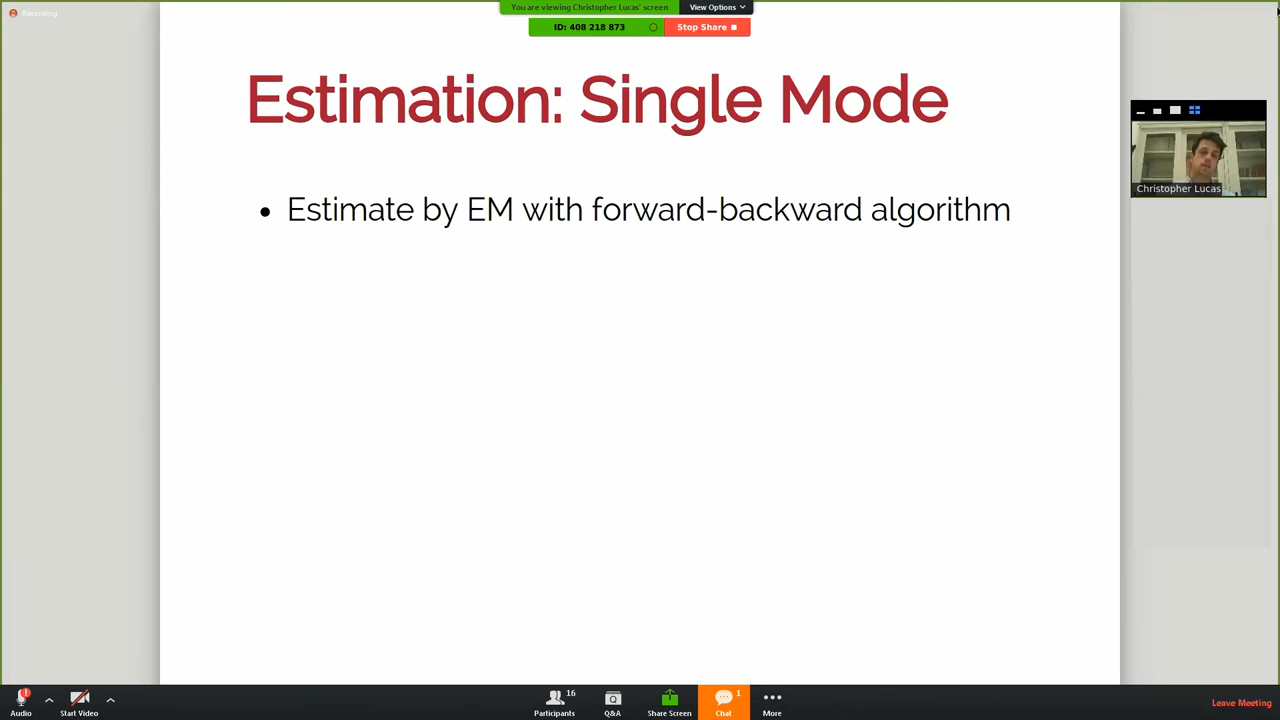 Recording
You are viewing Christopher Lucas' screen
View Options
ID: 408 218 873
Stop Share
Estimation: Single Mode
• Estimate by EM with forward-backward algorithm
Christopher Lucas
Audio
Start Video
16
Participants
Q
Q&A
Share Screen
1
Chat
More
Leave Meeting